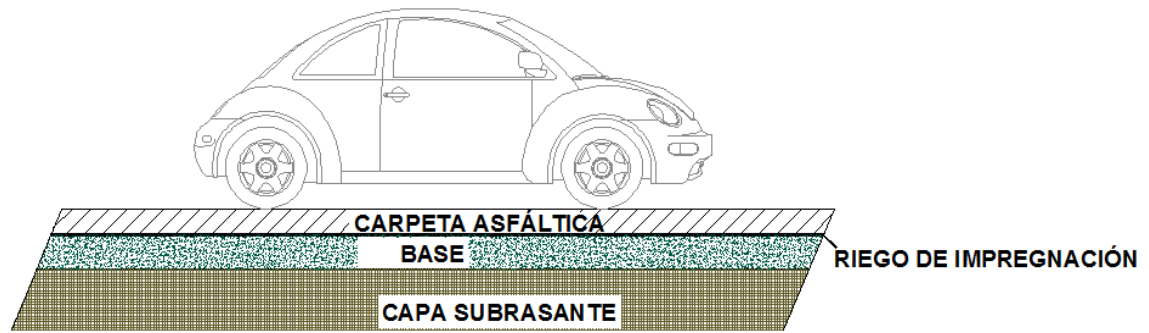 CARPETA ASFÁLTICA
BASE
RIEGO DE IMPREGNACIÓN
CAPA SUBRASANTE